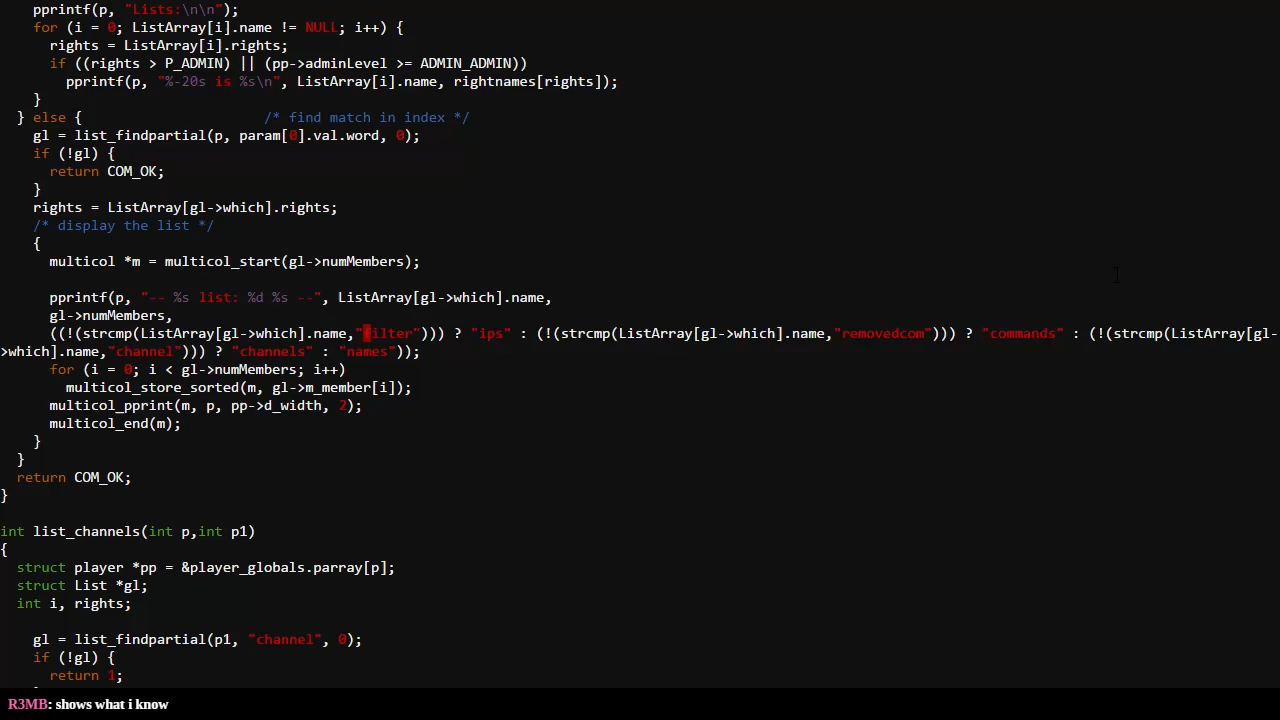 pprintf(p, "Lists:\n\n");
    for (i = 0; ListArray[i].name != NULL; i++) {
      rights = ListArray[i].rights;
      if ((rights > P_ADMIN) || (pp->adminLevel >= ADMIN_ADMIN))
        pprintf(p, "%-20s is %s\n", ListArray[i].name, rightnames[rights]);
    }
  } else {                      /* find match in index */
    gl = list_findpartial(p, param[0].val.word, 0);
    if (!gl) {
      return COM_OK;
    }
    rights = ListArray[gl->which].rights;
    /* display the list */
    {
      multicol *m = multicol_start(gl->numMembers);

      pprintf(p, "-- %s list: %d %s --", ListArray[gl->which].name,
      gl->numMembers,
      ((!(strcmp(ListArray[gl->which].name,"filter"))) ? "ips" : (!(strcmp(ListArray[gl->which].name,"removedcom"))) ? "commands" : (!(strcmp(ListArray[gl-
>which].name,"channel"))) ? "channels" : "names"));
      for (i = 0; i < gl->numMembers; i++)
        multicol_store_sorted(m, gl->m_member[i]);
      multicol_pprint(m, p, pp->d_width, 2);
      multicol_end(m);
    }
  }
  return COM_OK;
}

int list_channels(int p,int p1)
{
  struct player *pp = &player_globals.parray[p];
  struct List *gl;
  int i, rights;

    gl = list_findpartial(p1, "channel", 0);
    if (!gl) {
      return 1;
R3MB: shows what i know